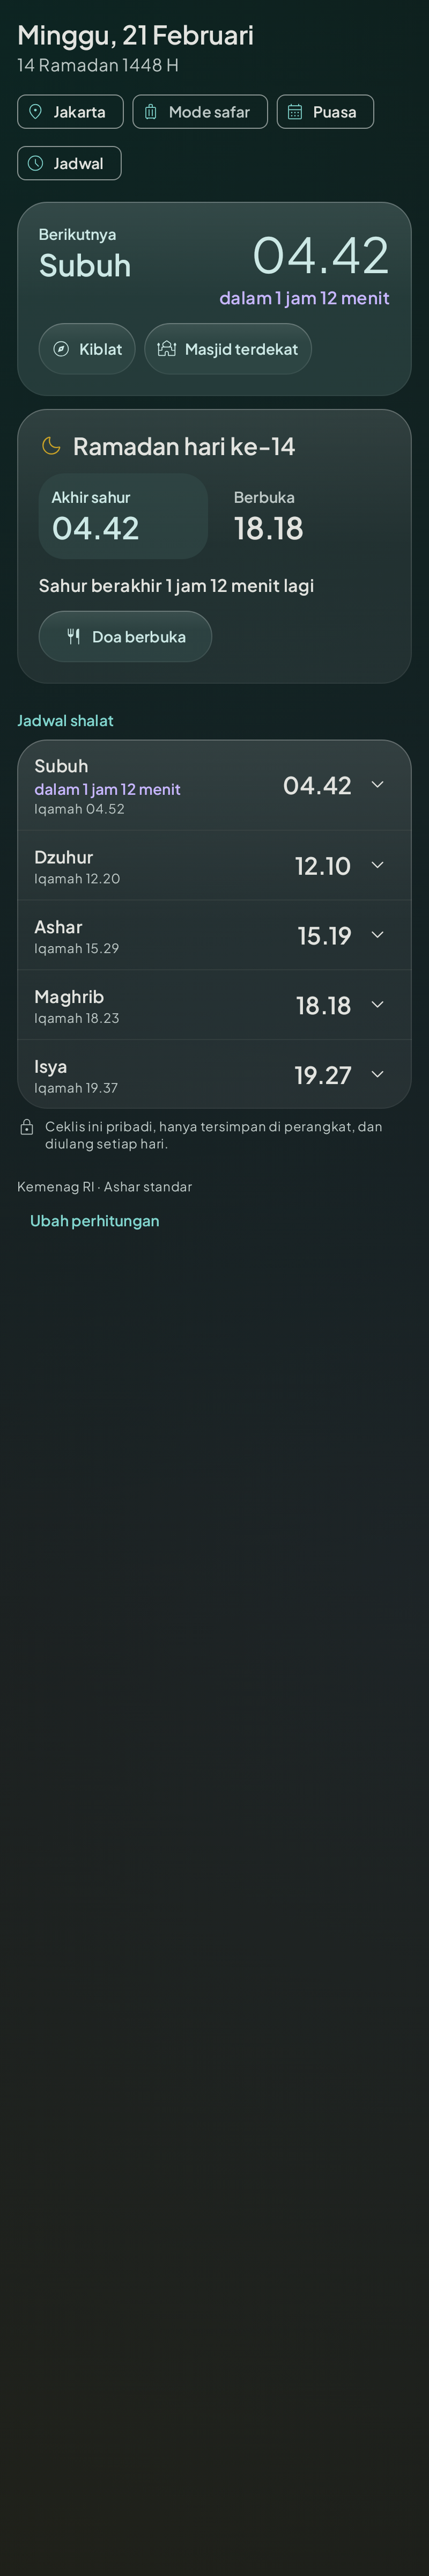 Minggu, 21 Februari
14 Ramadan 1448 H
Jakarta
Mode safar
Puasa
Jadwal
Berikutnya
Subuh
04.42
dalam 1 jam 12 menit
Kiblat
Masjid terdekat
Ramadan hari ke-14
Akhir sahur
04.42
Berbuka
18.18
Sahur berakhir 1 jam 12 menit lagi
Doa berbuka
Jadwal shalat
Subuh
dalam 1 jam 12 menit
Iqamah 04.52
04.42
Dzuhur
Iqamah 12.20
12.10
Ashar
Iqamah 15.29
15.19
Maghrib
Iqamah 18.23
18.18
Isya
Iqamah 19.37
19.27
Ceklis ini pribadi, hanya tersimpan di perangkat, dan
diulang setiap hari.
Kemenag RI · Ashar standar
Ubah perhitungan